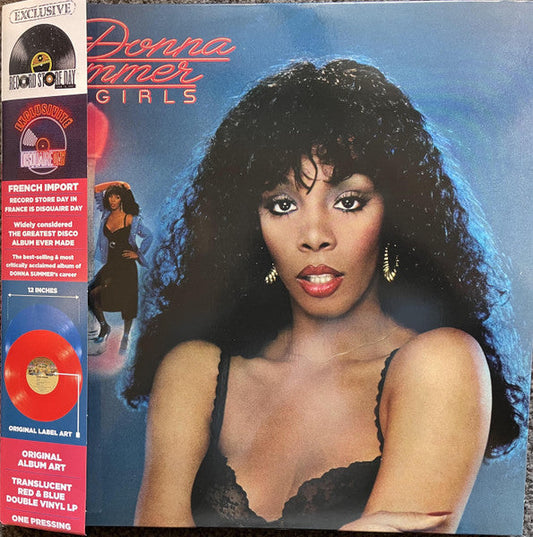 EXCLUSIVE
RECORD STORE DAY
EXCLUSIVITÉ
DISQUAIRE DAY
FRENCH IMPORT
RECORD STORE DAY IN
FRANCE IS DISQUAIRE DAY
Widely considered
THE GREATEST DISCO
ALBUM EVER MADE
The best-selling & most
critically acclaimed album of
DONNA SUMMER's career
12 INCHES
ORIGINAL LABEL ART
ORIGINAL
ALBUM ART
TRANSLUCENT
RED & BLUE
DOUBLE VINYL LP
ONE PRESSING
Donna
mmer
GIRLS